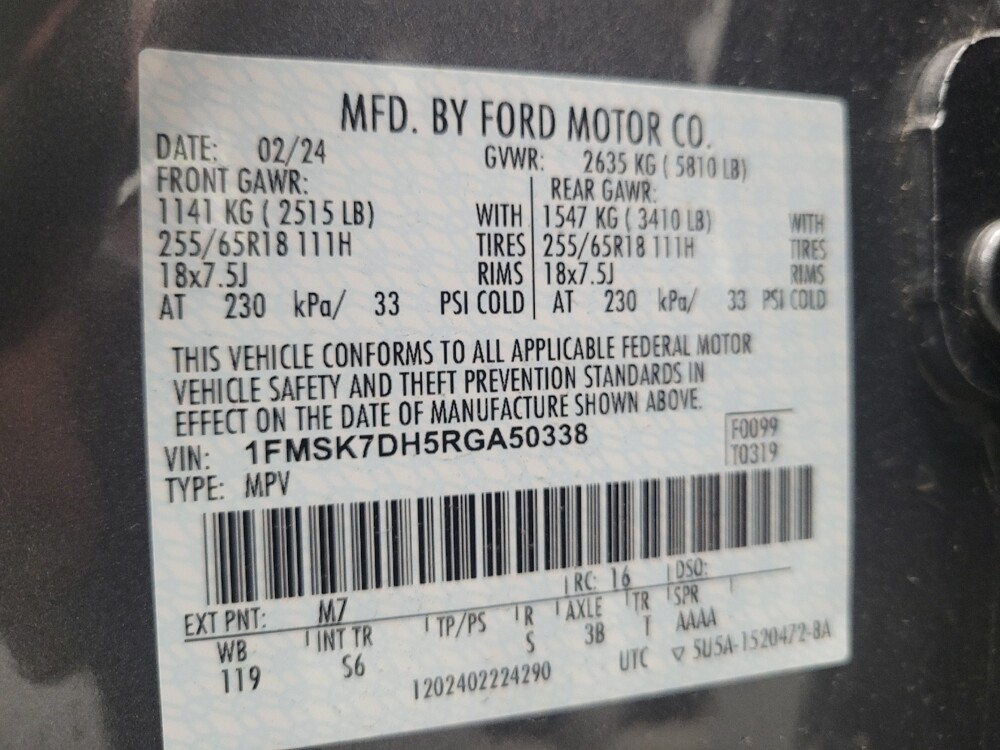 MFD. BY FORD MOTOR CO.
DATE: 02/24 GVWR: 2635 KG ( 5810 LB)
FRONT GAWR: REAR GAWR:
1141 KG ( 2515 LB) WITH 1547 KG ( 3410 LB) WITH
255/65R18 111H TIRES 255/65R18 111H TIRES
18x7.5J RIMS 18x7.5J RIMS
AT 230 kPa/ 33 PSI COLD AT 230 kPa/ 33 PSI COLD
THIS VEHICLE CONFORMS TO ALL APPLICABLE FEDERAL MOTOR
VEHICLE SAFETY AND THEFT PREVENTION STANDARDS IN
EFFECT ON THE DATE OF MANUFACTURE SHOWN ABOVE.
VIN: 1FMSK7DH5RGA50338 F0099
TYPE: MPV T0319
EXT PNT: M7 RC: 16 DSO:
WB INT TR TP/PS R AXLE TR SPR
119 S6 S 3B T AAAA
1202402224290 UTC ▽ 5U5A-1520472-BA